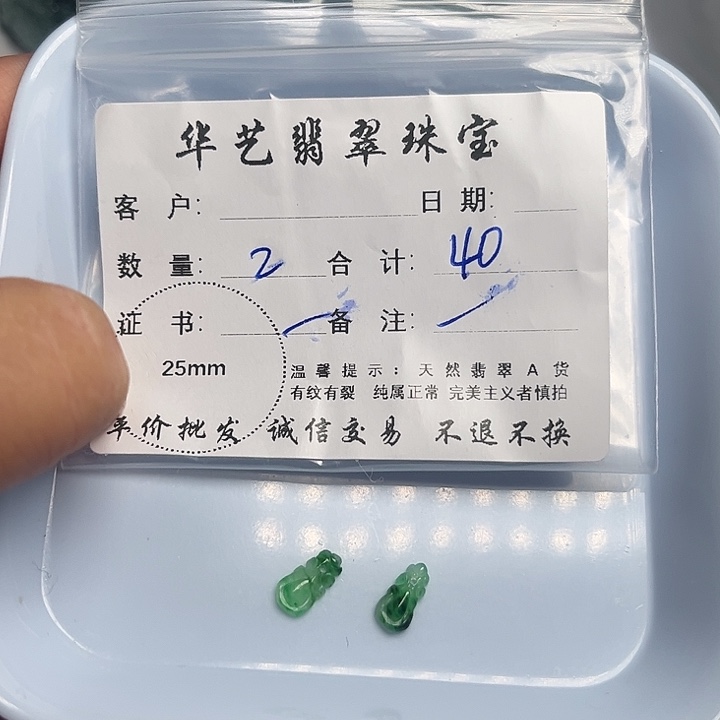 华艺翡翠珠宝
客 户: 日 期:
数 量: 2 合 计: 40
证 书: 备 注:
25mm
温馨提示: 天然翡翠A货
有纹有裂 纯属正常 完美主义者慎拍
平价批发 诚信交易 不退不换